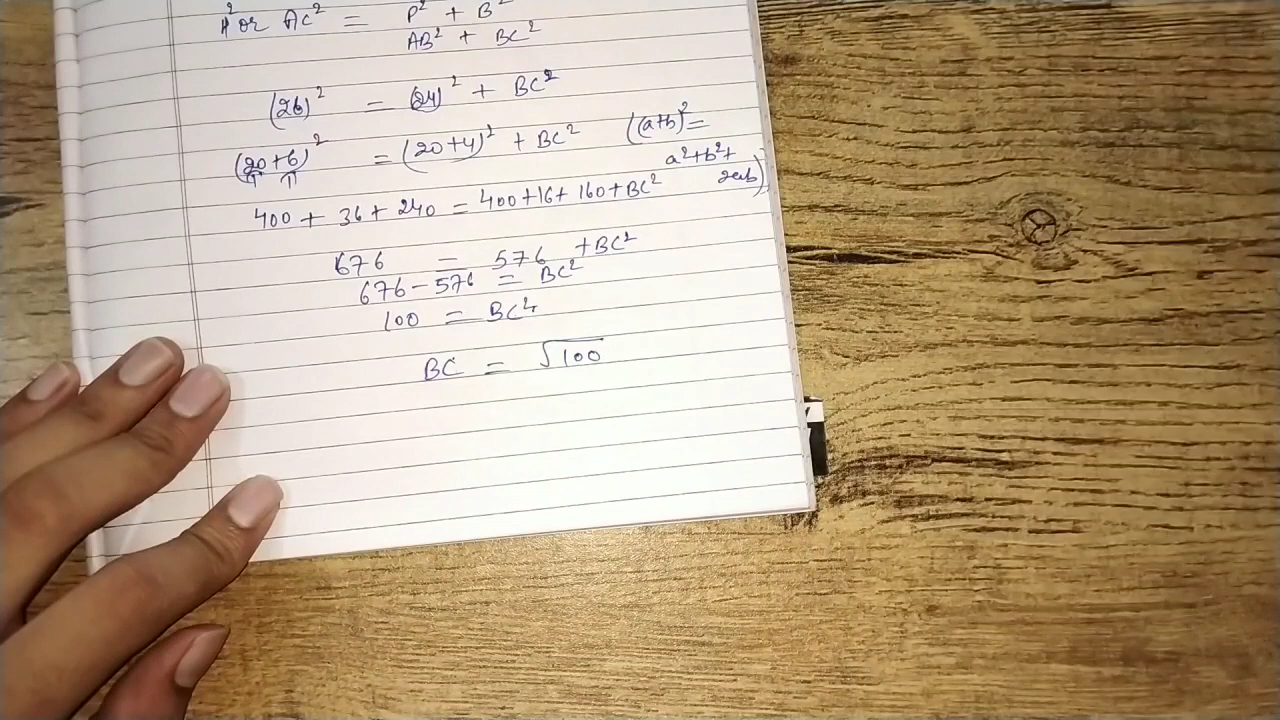 H² or AC² = P² + B²
AB² + BC²
(26)² = (24)² + BC²
(20+6)² = (20+4)² + BC² ((a+b)² =
a²+b²+
400 + 36 + 240 = 400+16+160+BC² 2ab)
676 = 576 +BC²
676 - 576 = BC²
100 = BC²
BC = √100